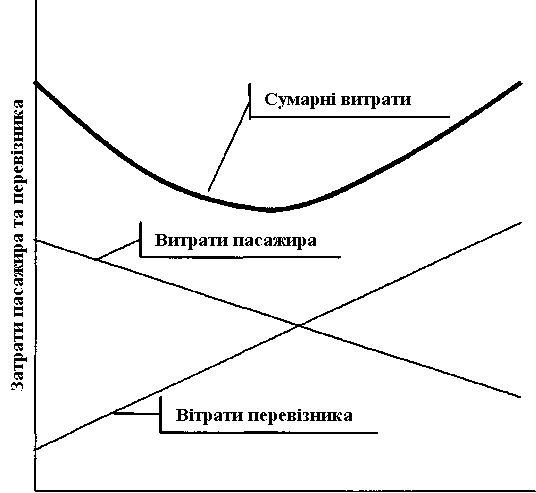 Сумарні витрати
Затрати пасажира та перевізника
Витрати пасажира
Вітрати перевізника